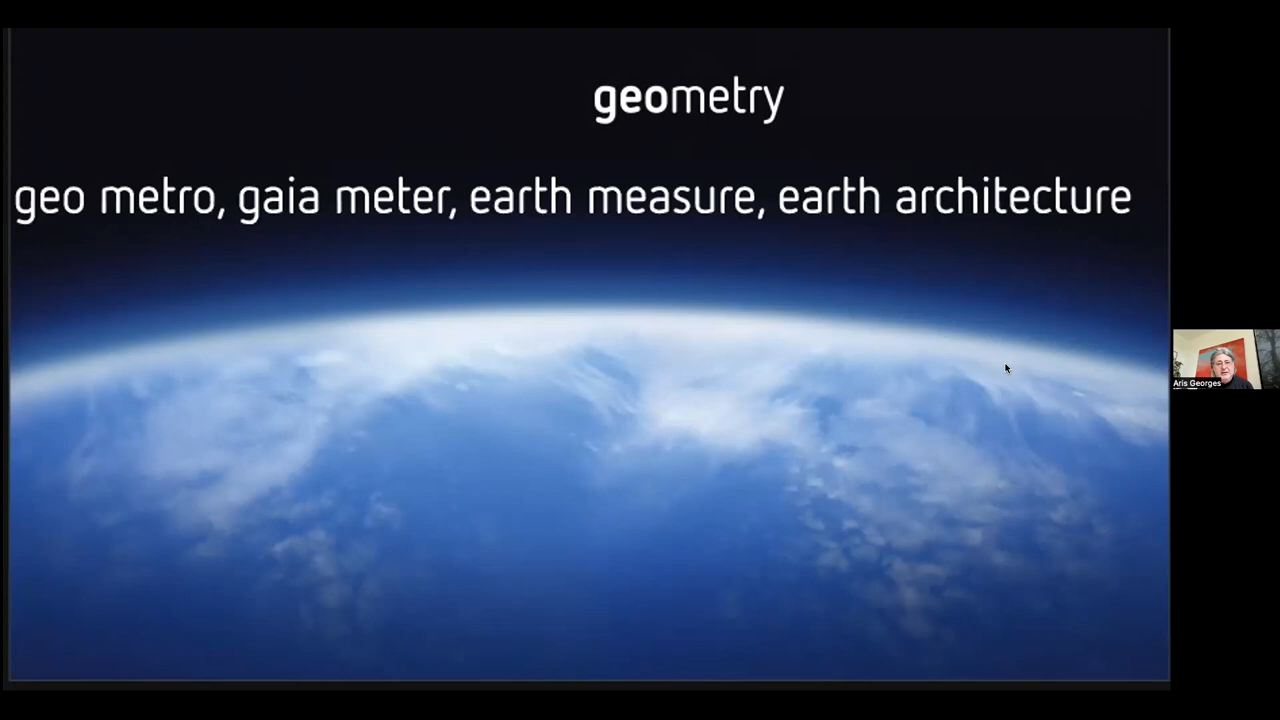 geometry
geo metro, gaia meter, earth measure, earth architecture
Aris Georges